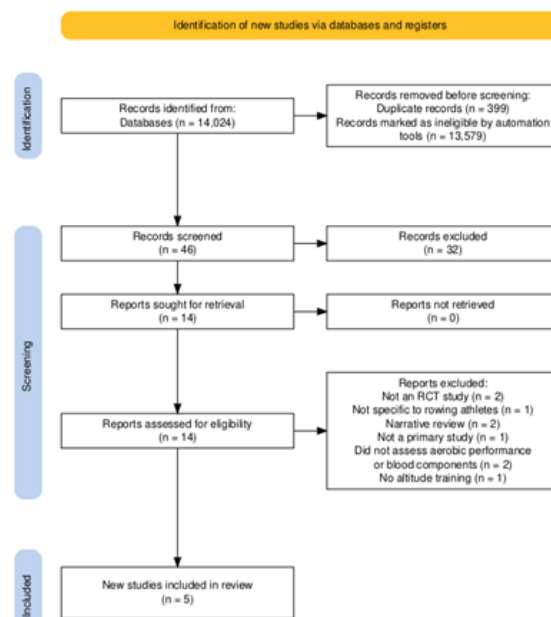 Identification of new studies via databases and registers
Identification
Records identified from:
Databases (n = 14,024)
Records removed before screening:
Duplicate records (n = 399)
Records marked as ineligible by automation
tools (n = 13,579)
Screening
Records screened
(n = 46)
Records excluded
(n = 32)
Reports sought for retrieval
(n = 14)
Reports not retrieved
(n = 0)
Reports assessed for eligibility
(n = 14)
Reports excluded:
Not an RCT study (n = 2)
Not specific to rowing athletes (n = 1)
Narrative review (n = 2)
Not a primary study (n = 1)
Did not assess aerobic performance
or blood components (n = 2)
No altitude training (n = 1)
Included
New studies included in review
(n = 5)